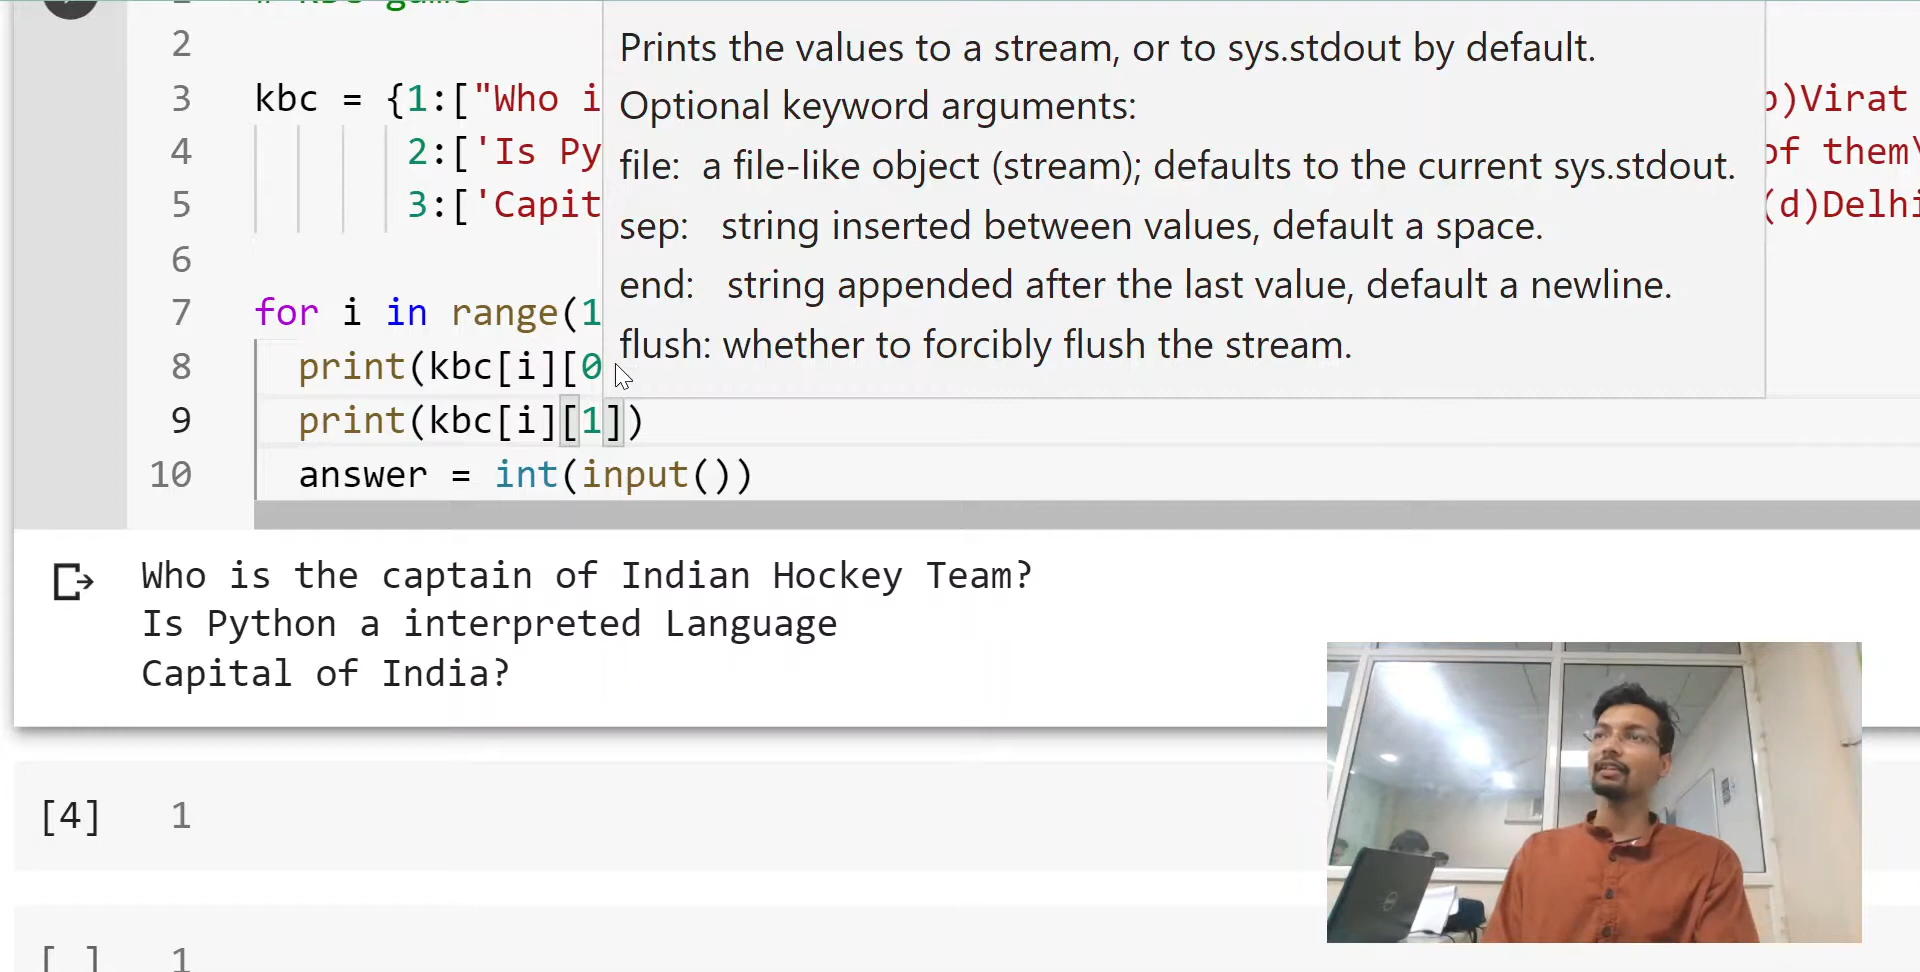 # KBC game
Prints the values to a stream, or to sys.stdout by default.
2
Optional keyword arguments:
3 kbc = {1:["Who i b)Virat
4 2:['Is Py of them\
file: a file-like object (stream); defaults to the current sys.stdout.
5 3:['Capit (d)Delhi
sep: string inserted between values, default a space.
6
end: string appended after the last value, default a newline.
7 for i in range(1
flush: whether to forcibly flush the stream.
8 print(kbc[i][0
9 print(kbc[i][1])
10 answer = int(input())
Who is the captain of Indian Hockey Team?
Is Python a interpreted Language
Capital of India?
[4] 1
[ ] 1